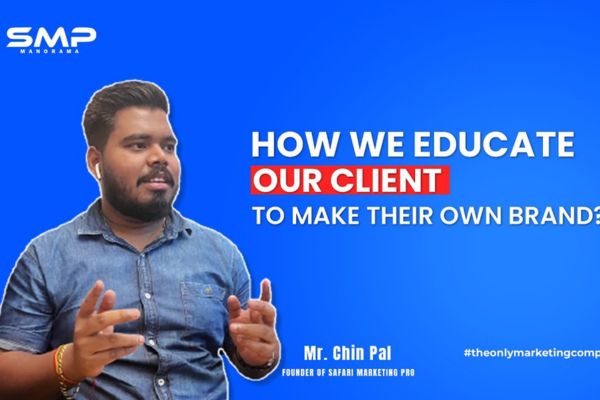 SMP
MANORAMA
HOW WE EDUCATE
OUR CLIENT
TO MAKE THEIR OWN BRAND?
Mr. Chin Pal
FOUNDER OF SAFARI MARKETING PRO
#theonlymarketingcomp